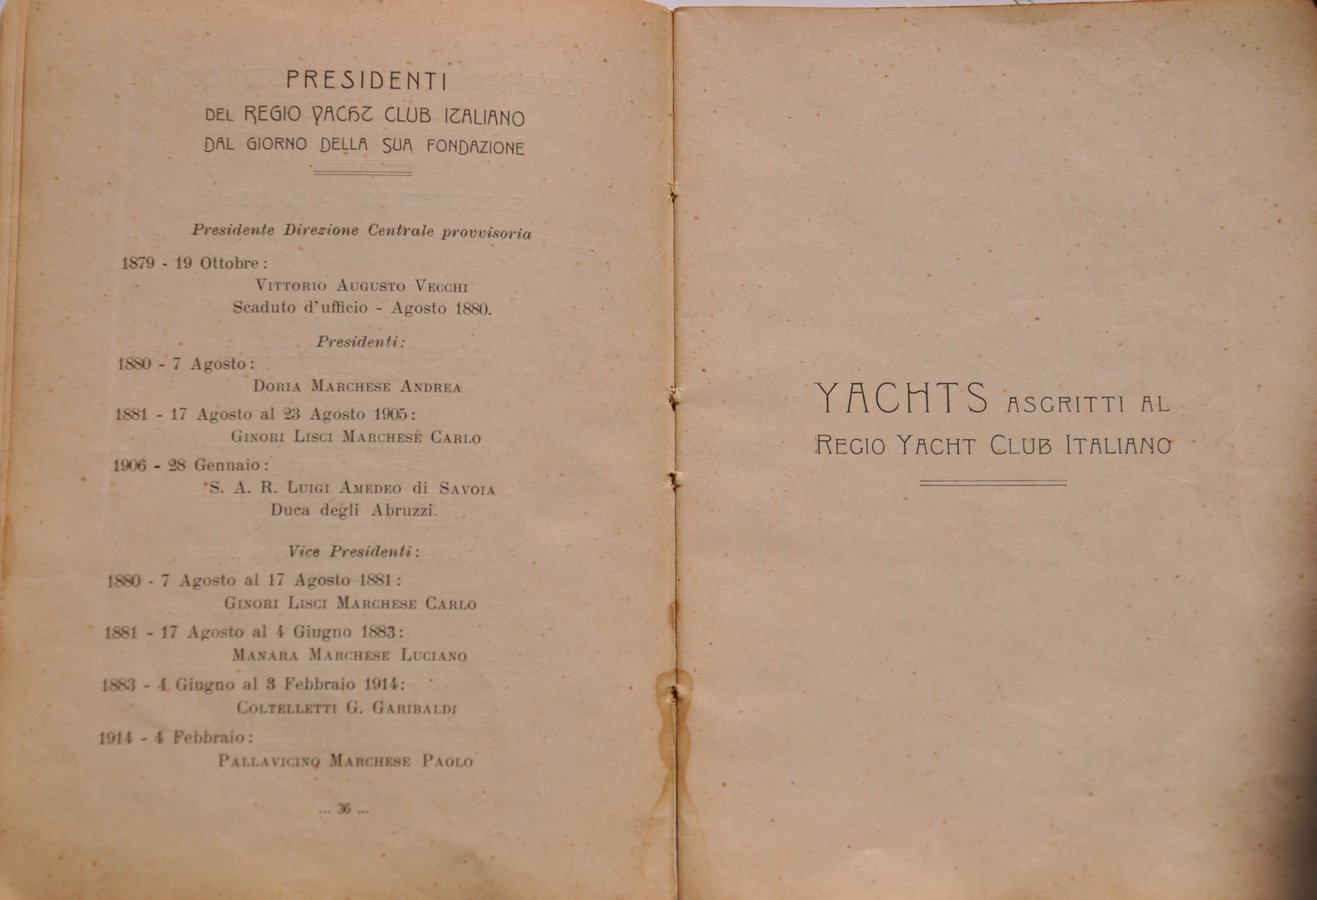 PRESIDENTI
DEL REGIO YACHT CLUB ITALIANO
DAL GIORNO DELLA SUA FONDAZIONE
Presidente Direzione Centrale provvisoria
1879 - 19 Ottobre :
VITTORIO AUGUSTO VECCHI
Scaduto d'ufficio - Agosto 1880.
Presidenti :
1880 - 7 Agosto :
DORIA MARCHESE ANDREA
1881 - 17 Agosto al 23 Agosto 1905 :
GINORI LISCI MARCHESE CARLO
1906 - 28 Gennaio :
S. A. R. LUIGI AMEDEO di SAVOIA
Duca degli Abruzzi.
Vice Presidenti :
1880 - 7 Agosto al 17 Agosto 1881 :
GINORI LISCI MARCHESE CARLO
1881 - 17 Agosto al 4 Giugno 1883 :
MANARA MARCHESE LUCIANO
1883 - 4 Giugno al 3 Febbraio 1914 :
COLTELLETTI G. GARIBALDI
1914 - 4 Febbraio :
PALLAVICINO MARCHESE PAOLO
... 36 ...
YACHTS ASCRITTI AL
REGIO YACHT CLUB ITALIANO